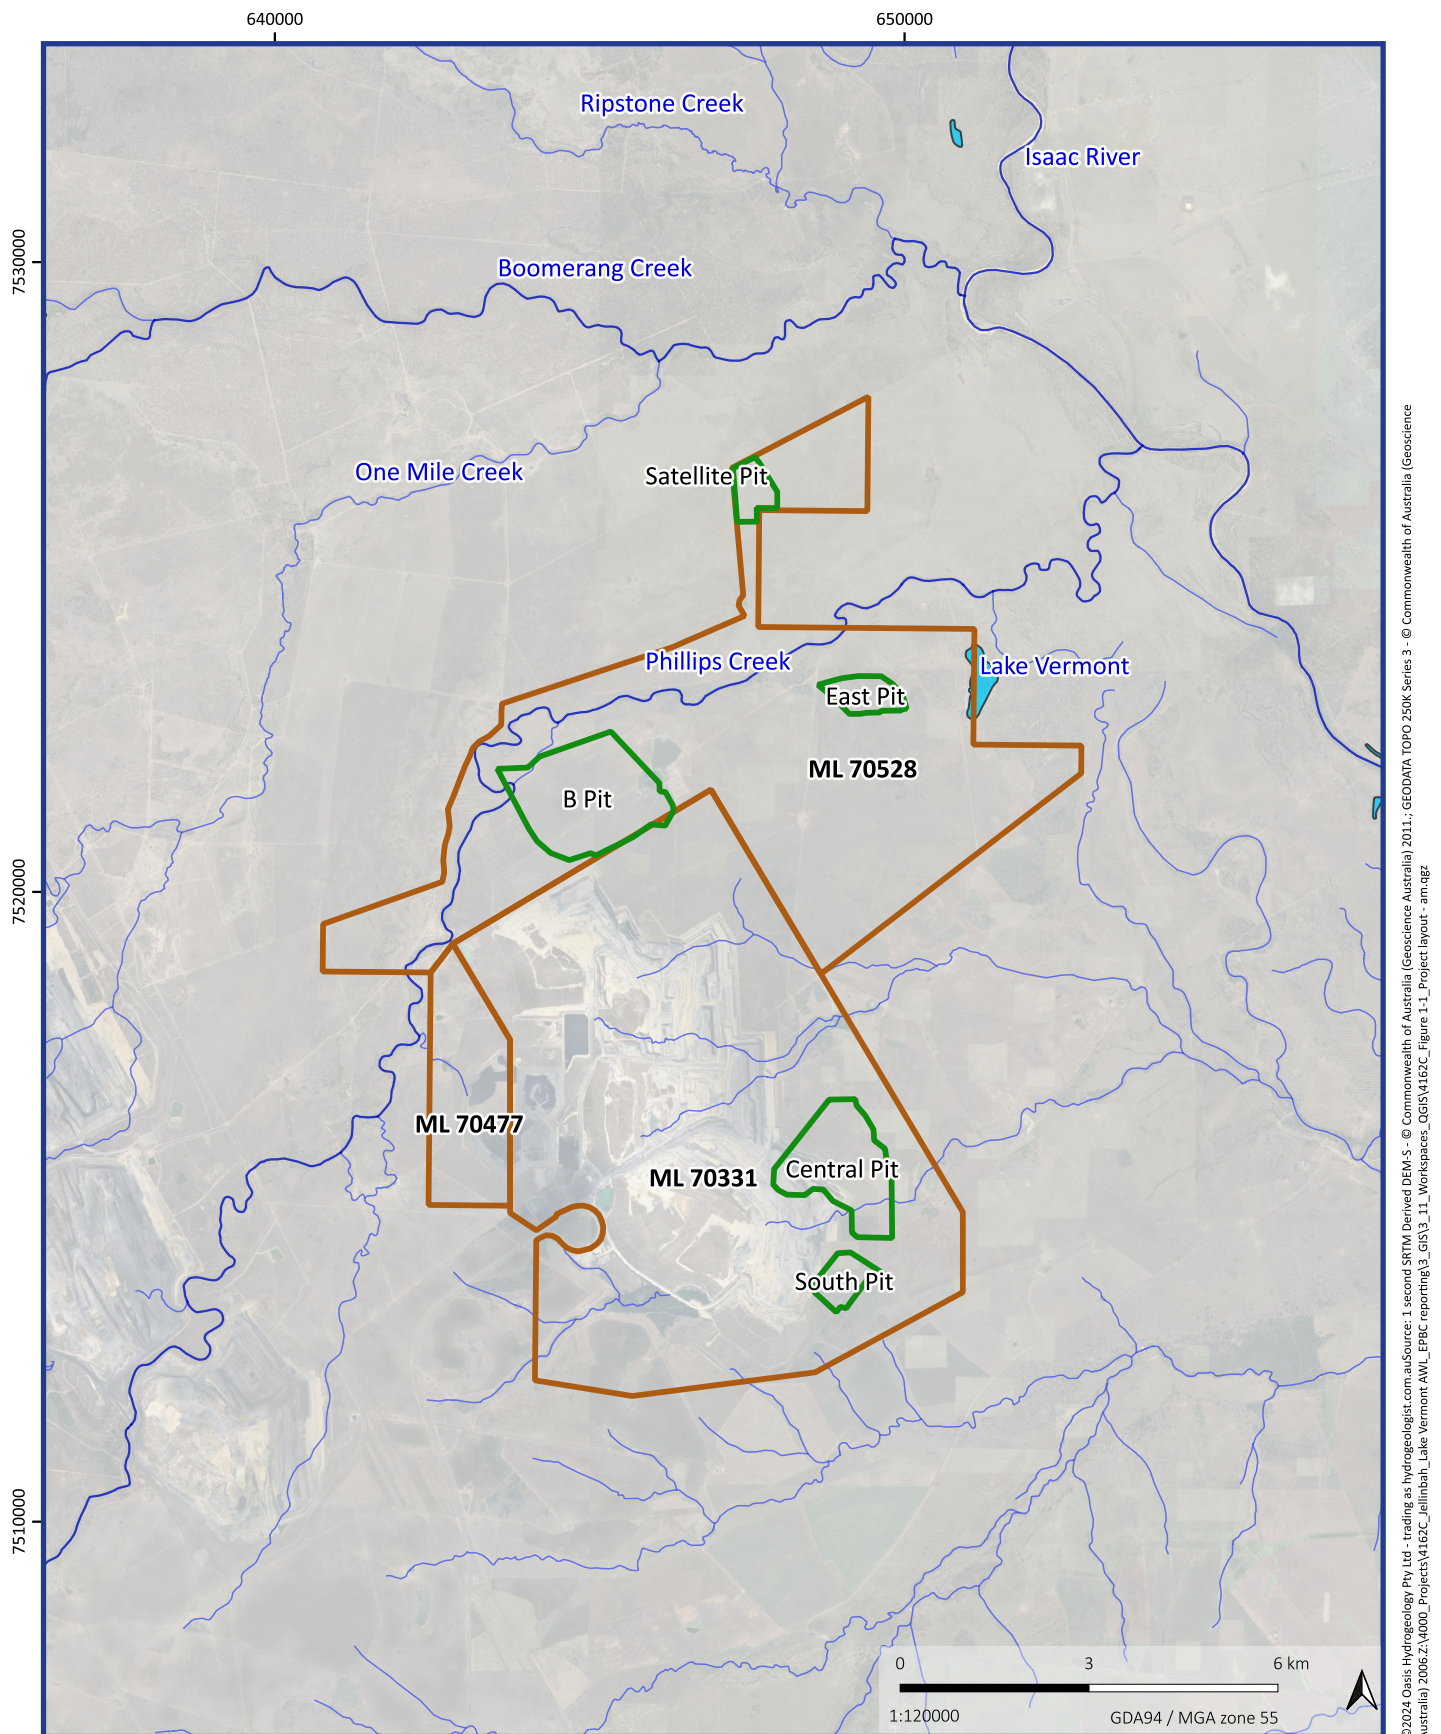 640000
650000
Ripstone Creek
Isaac River
7530000
Boomerang Creek
One Mile Creek
Satellite Pit
Phillips Creek
Lake Vermont
East Pit
ML 70528
B Pit
7520000
ML 70477
ML 70331
Central Pit
South Pit
7510000
0 3 6 km
1:120000
GDA94 / MGA zone 55
2024 Oasis Hydrogeology Pty Ltd - trading as hydrogeologist.com.auSource: 1 second SRTM Derived DEM-S - © Commonwealth of Australia (Geoscience Australia) 2011.; GEODATA TOPO 250K Series 3 - © Commonwealth of Australia (Geoscience
ustralia) 2006.Z:\4000_Projects\4162C_Jellinbah_Lake Vermont AWL_EPBC reporting\3_GIS\3_11_Workspaces_QGIS\4162C_Figure 1-1_Project layout - am.qgz